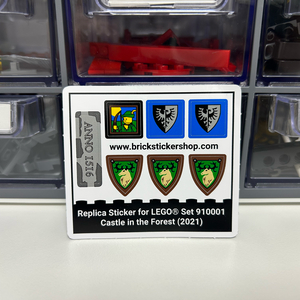 ANNO 1516
www.brickstickershop.com
Replica Sticker for LEGO® Set 910001
Castle in the Forest (2021)